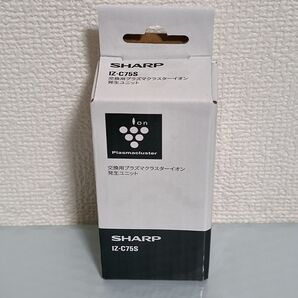 SHARP
IZ-C75S
交換用プラズマクラスターイオン
発生ユニット
ion
Plasmacluster
交換用プラズマクラスターイオン
発生ユニット
SHARP
IZ-C75S